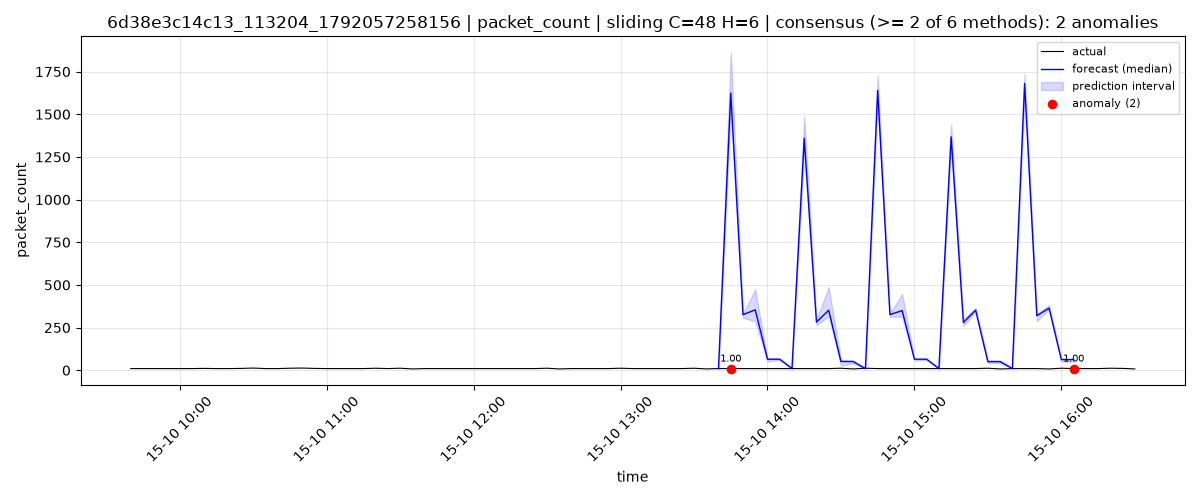 6d38e3c14c13_113204_1792057258156 | packet_count | sliding C=48 H=6 | consensus (>= 2 of 6 methods): 2 anomalies
packet_count
1750
1500
1250
1000
750
500
250
0
actual
forecast (median)
prediction interval
anomaly (2)
1.00
1.00
15-10 10:00
15-10 11:00
15-10 12:00
15-10 13:00
15-10 14:00
15-10 15:00
15-10 16:00
time